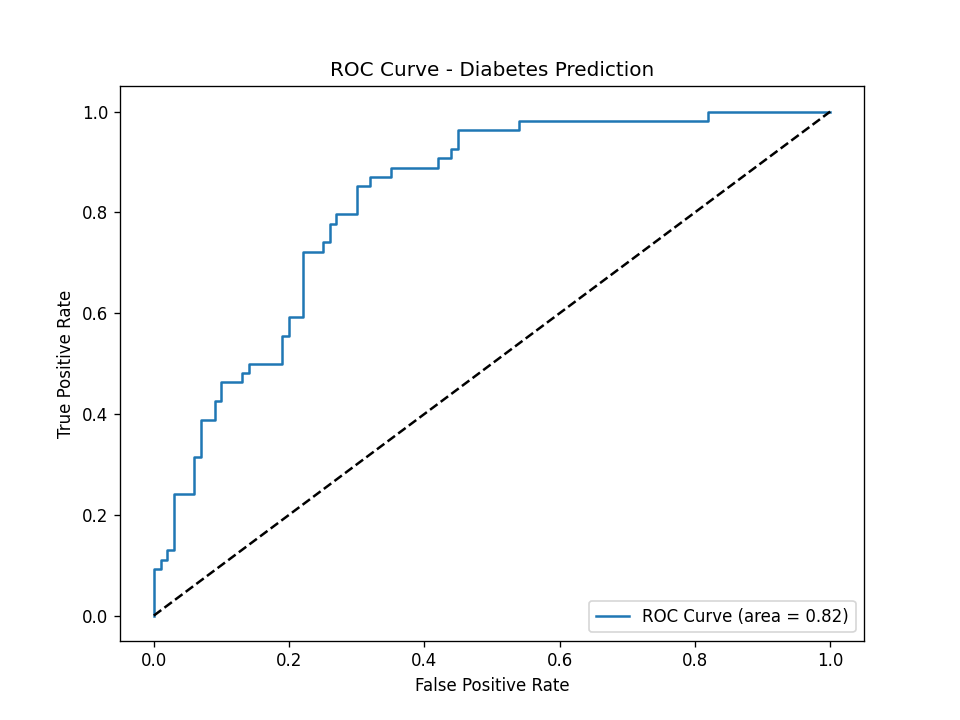 ROC Curve - Diabetes Prediction
True Positive Rate
1.0
0.8
0.6
0.4
0.2
0.0
ROC Curve (area = 0.82)
0.0 0.2 0.4 0.6 0.8 1.0
False Positive Rate